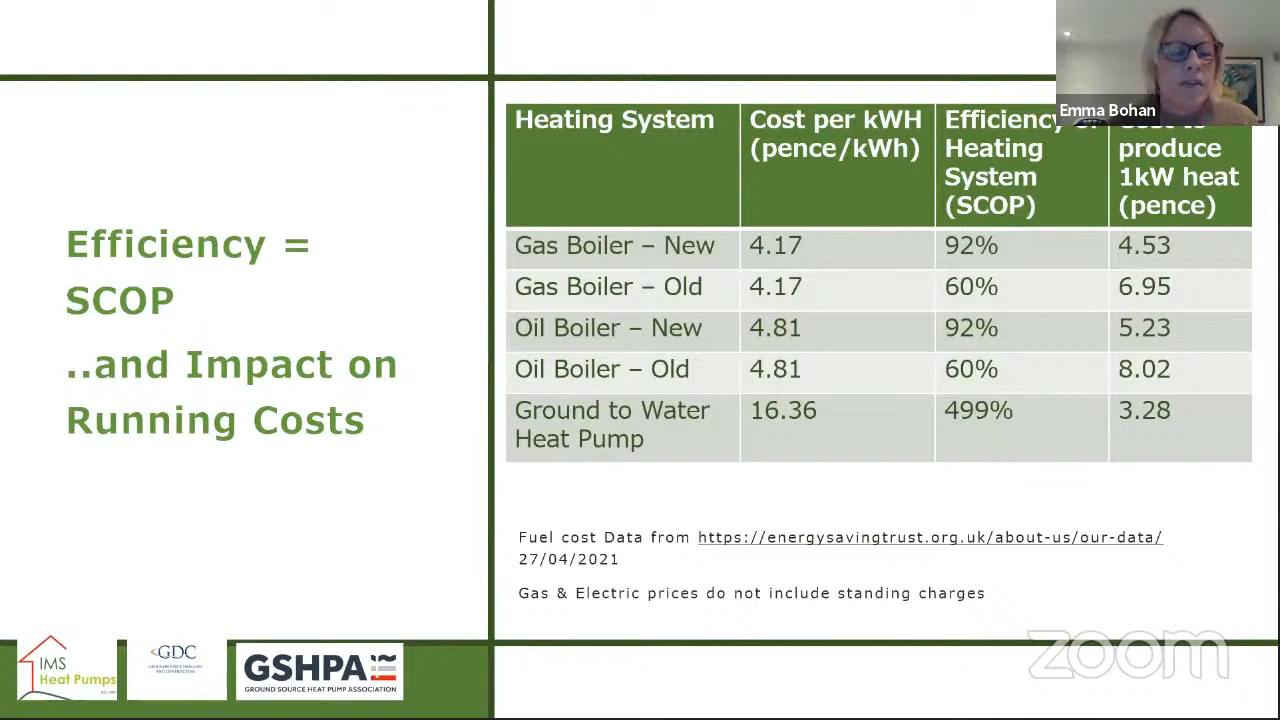 Emma Bohan
Efficiency =
SCOP
..and Impact on
Running Costs
Heating System
Cost per kWH
(pence/kWh)
Efficiency
Heating
System
(SCOP)
produce
1kW heat
(pence)
Gas Boiler – New 4.17 92% 4.53
Gas Boiler – Old 4.17 60% 6.95
Oil Boiler – New 4.81 92% 5.23
Oil Boiler – Old 4.81 60% 8.02
Ground to Water 16.36 499% 3.28
Heat Pump
Fuel cost Data from https://energysavingtrust.org.uk/about-us/our-data/
27/04/2021
Gas & Electric prices do not include standing charges
IMS
Heat Pumps
GDC
GSHPA
GROUND SOURCE HEAT PUMP ASSOCIATION
zoom